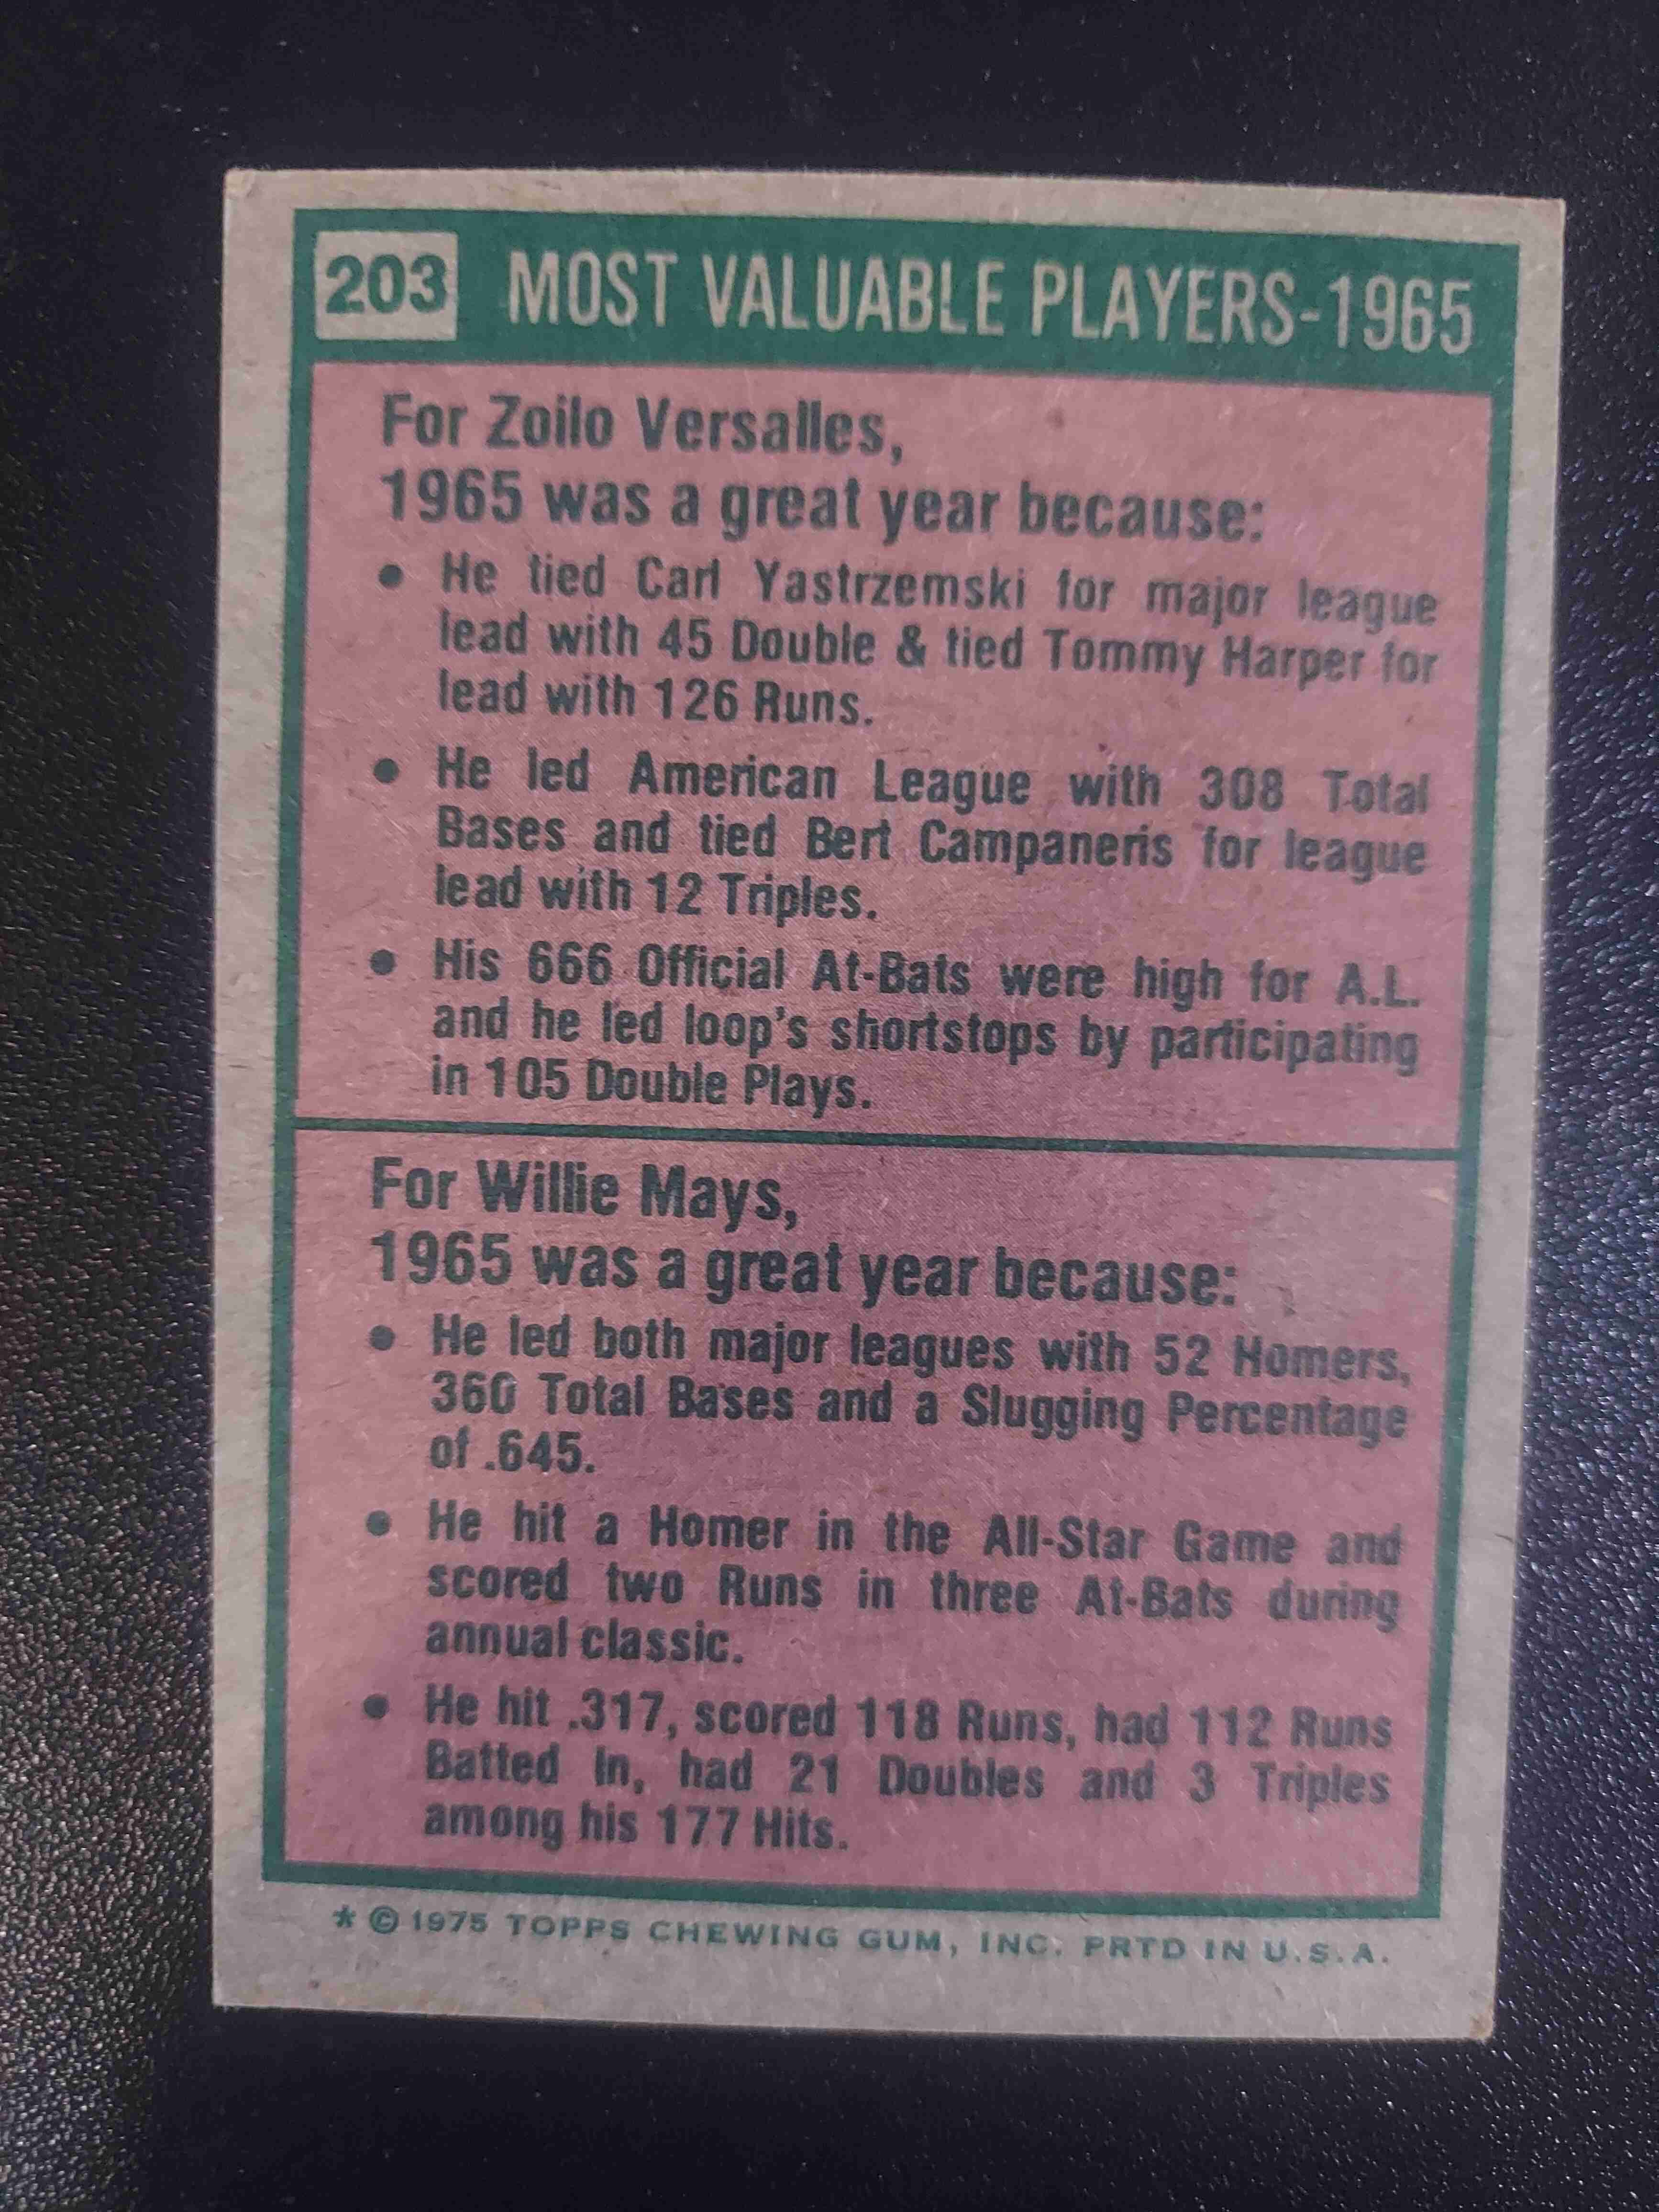 203 MOST VALUABLE PLAYERS-1965
For Zoilo Versalles,
1965 was a great year because:
● He tied Carl Yastrzemski for major league
lead with 45 Double & tied Tommy Harper for
lead with 126 Runs.
● He led American League with 308 Total
Bases and tied Bert Campaneris for league
lead with 12 Triples.
● His 666 Official At-Bats were high for A.L.
and he led loop's shortstops by participating
in 105 Double Plays.
For Willie Mays,
1965 was a great year because:
● He led both major leagues with 52 Homers,
360 Total Bases and a Slugging Percentage
of .645.
● He hit a Homer in the All-Star Game and
scored two Runs in three At-Bats during
annual classic.
● He hit .317, scored 118 Runs, had 112 Runs
Batted In, had 21 Doubles and 3 Triples
among his 177 Hits.
* © 1975 TOPPS CHEWING GUM, INC. PRTD IN U.S.A.